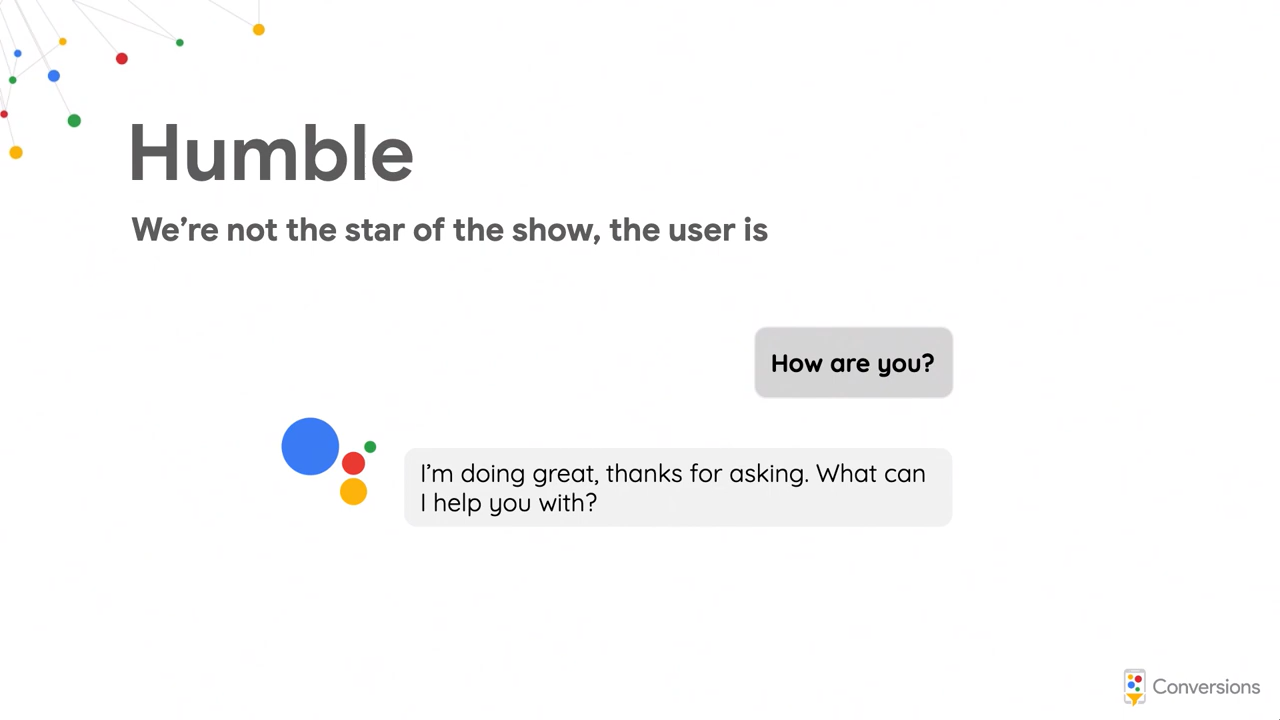 Humble
We’re not the star of the show, the user is
How are you?
I’m doing great, thanks for asking. What can
I help you with?
Conversions